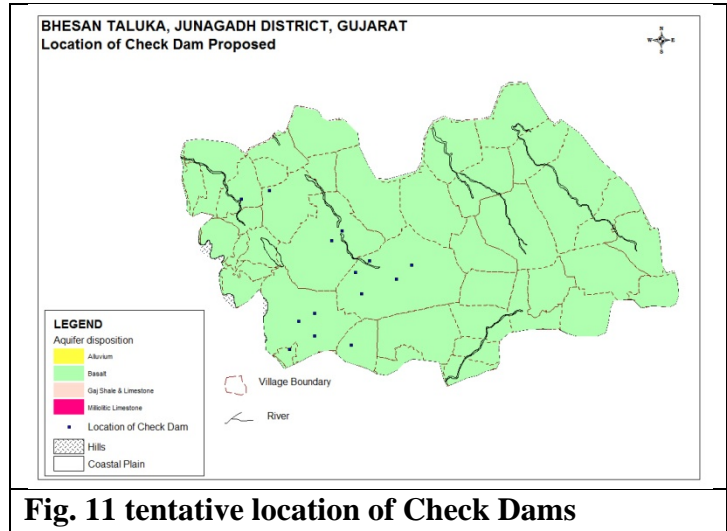 BHESAN TALUKA, JUNAGADH DISTRICT, GUJARAT
Location of Check Dam Proposed
N
W E
S
LEGEND
Aquifer disposition
Alluvium
Basalt
Gaj Shale & Limestone
Milliolitic Limestone
Location of Check Dam
Hills
Coastal Plain
Village Boundary
River
Fig. 11 tentative location of Check Dams